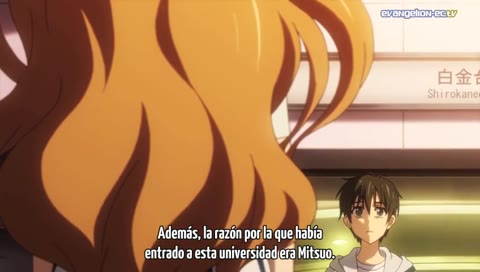 evangelion-ec.tv
白金台
Shirokane
Además, la razón por la que había
entrado a esta universidad era Mitsuo.